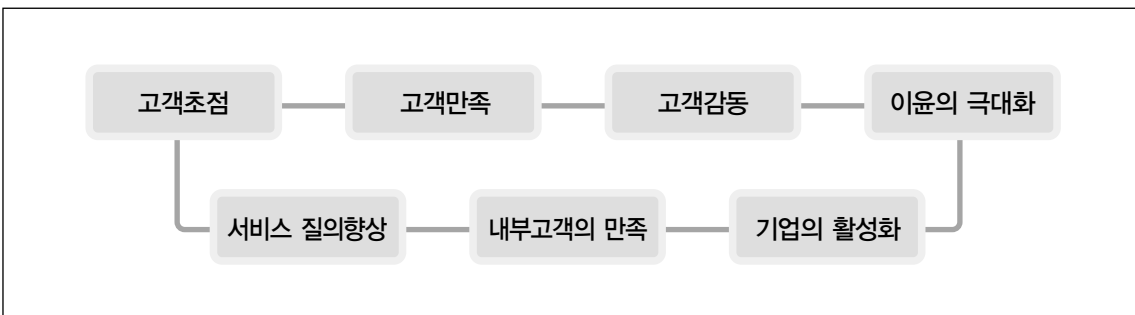 고객초점
고객만족
고객감동
이윤의 극대화
서비스 질의향상
내부고객의 만족
기업의 활성화